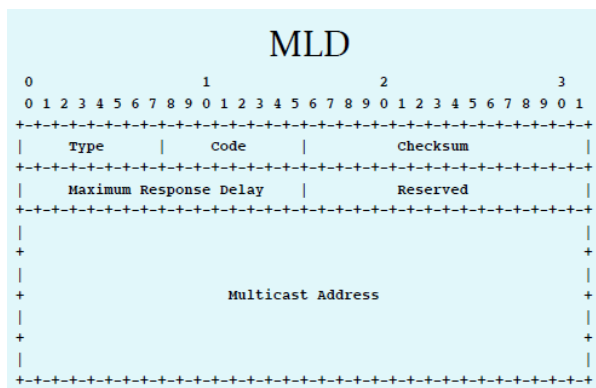 MLD
0                   1                   2                   3
0 1 2 3 4 5 6 7 8 9 0 1 2 3 4 5 6 7 8 9 0 1 2 3 4 5 6 7 8 9 0 1
+-+-+-+-+-+-+-+-+-+-+-+-+-+-+-+-+-+-+-+-+-+-+-+-+-+-+-+-+-+-+-+-+
|     Type      |     Code      |          Checksum             |
+-+-+-+-+-+-+-+-+-+-+-+-+-+-+-+-+-+-+-+-+-+-+-+-+-+-+-+-+-+-+-+-+
|     Maximum Response Delay    |          Reserved             |
+-+-+-+-+-+-+-+-+-+-+-+-+-+-+-+-+-+-+-+-+-+-+-+-+-+-+-+-+-+-+-+-+
|                                                               |
+                                                               +
|                                                               |
+                       Multicast Address                       +
|                                                               |
+                                                               +
|                                                               |
+-+-+-+-+-+-+-+-+-+-+-+-+-+-+-+-+-+-+-+-+-+-+-+-+-+-+-+-+-+-+-+-+